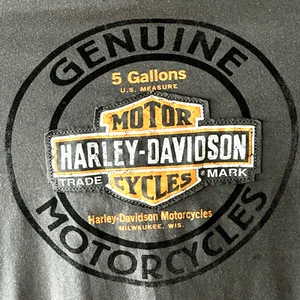 GENUINE
5 Gallons
U.S. MEASURE
MOTOR
HARLEY-DAVIDSON
TRADE MARK
CYCLES
Harley-Davidson Motorcycles
MILWAUKEE, WIS.
MOTORCYCLES